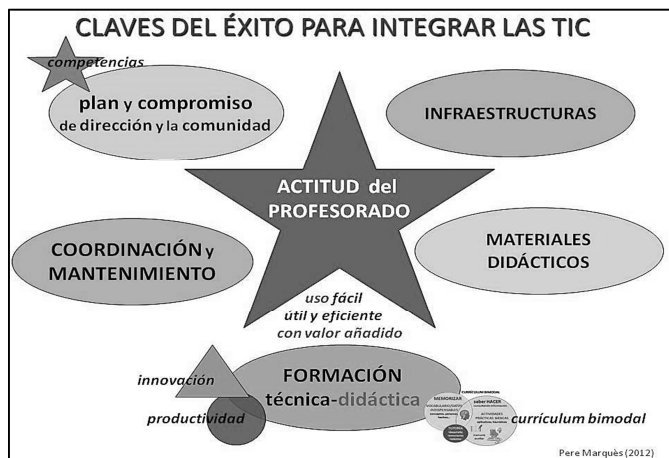 CLAVES DEL ÉXITO PARA INTEGRAR LAS TIC
competencias
plan y compromiso
de dirección y la comunidad
INFRAESTRUCTURAS
ACTITUD del
PROFESORADO
COORDINACIÓN y
MANTENIMIENTO
MATERIALES
DIDÁCTICOS
uso fácil
útil y eficiente
con valor añadido
innovación
productividad
FORMACIÓN
técnica-didáctica
CURRÍCULUM BIMODAL
MEMORIZAR
saber HACER
ACTIVIDADES
PRÁCTICAS BÁSICAS
currículum bimodal
Pere Marquès (2012)